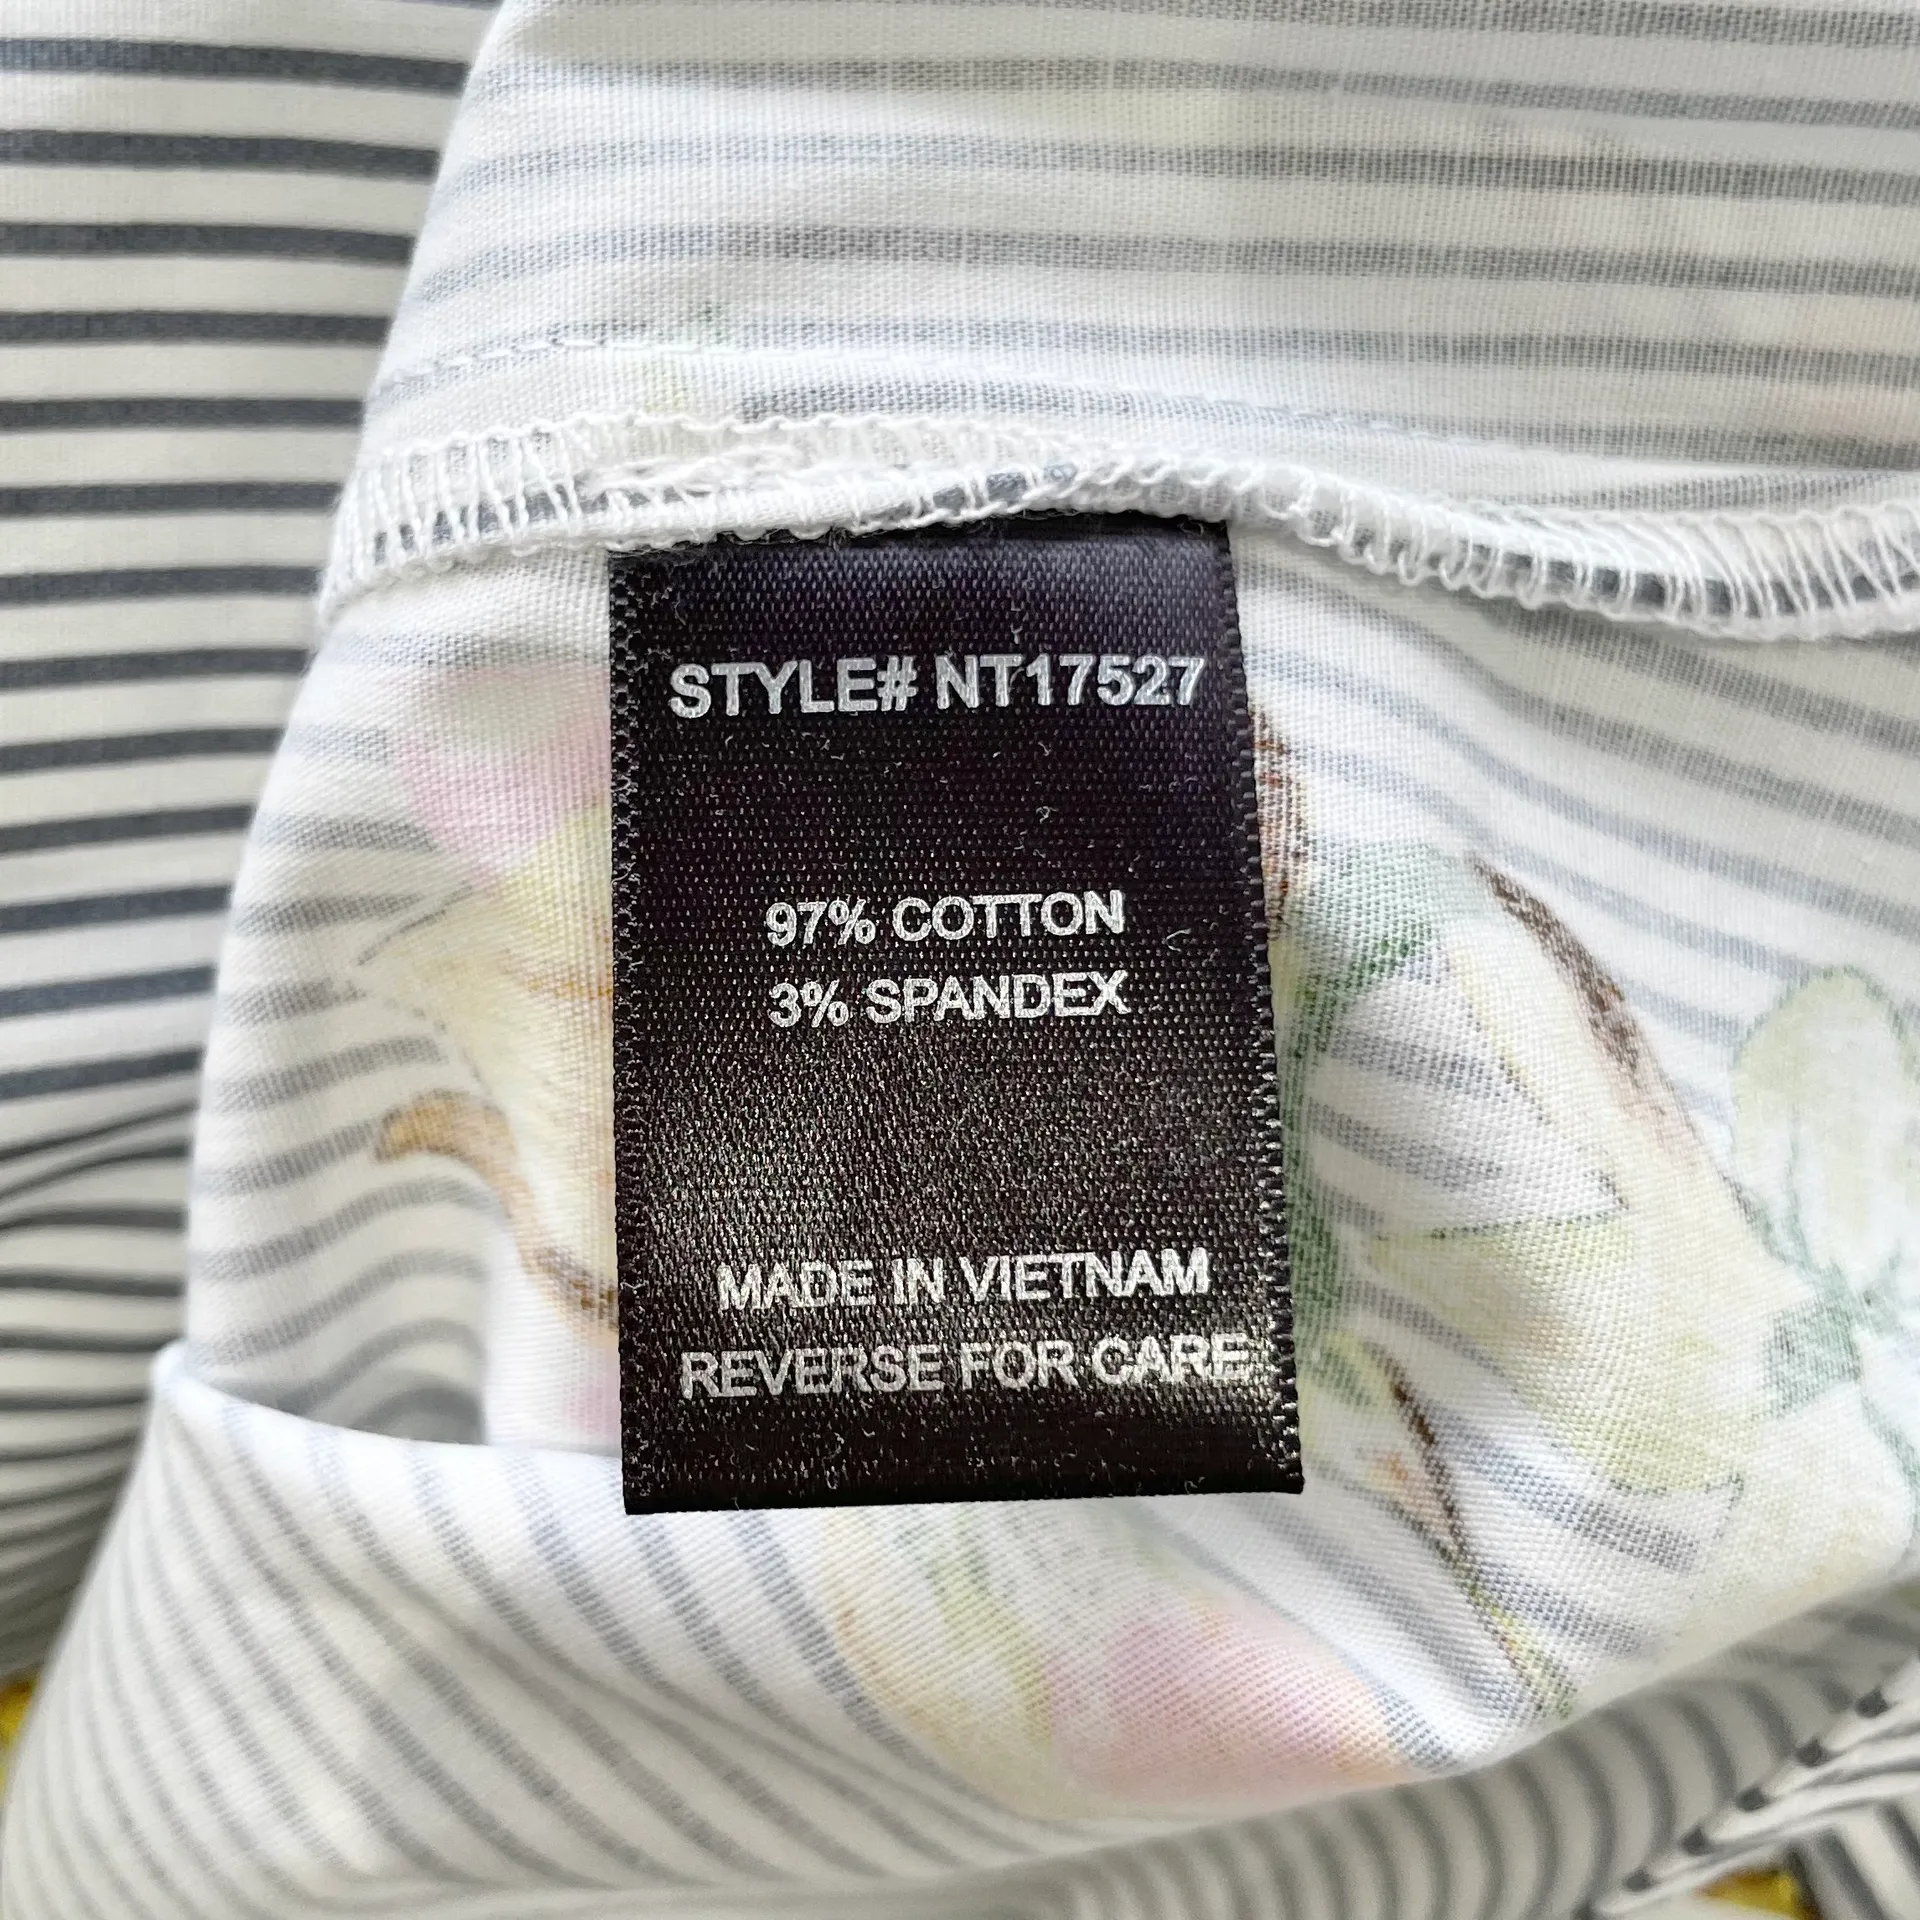 STYLE# NT17527
97% COTTON
3% SPANDEX
MADE IN VIETNAM
REVERSE FOR CARE